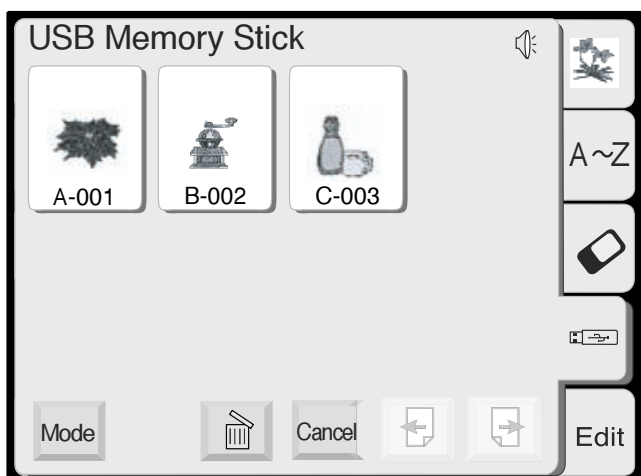 USB Memory Stick
A-001
B-002
C-003
A~Z
Mode
Cancel
Edit